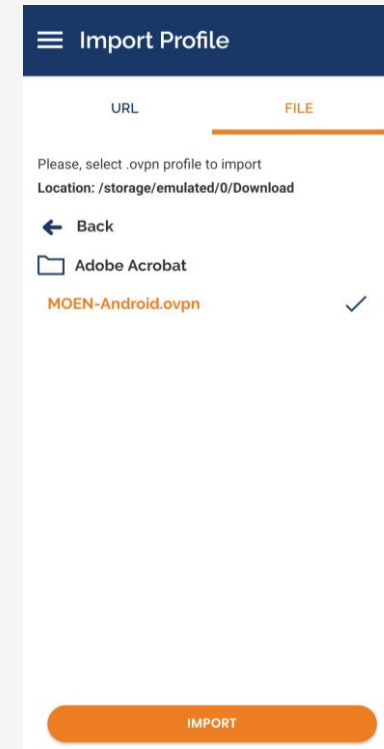 Import Profile
URL
FILE
Please, select .ovpn profile to import
Location: /storage/emulated/0/Download
Back
Adobe Acrobat
MOEN-Android.ovpn
IMPORT